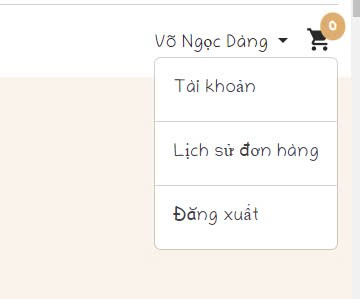 0
Võ Ngọc Dàng
Tài khoản
Lịch sử đơn hàng
Đăng xuất